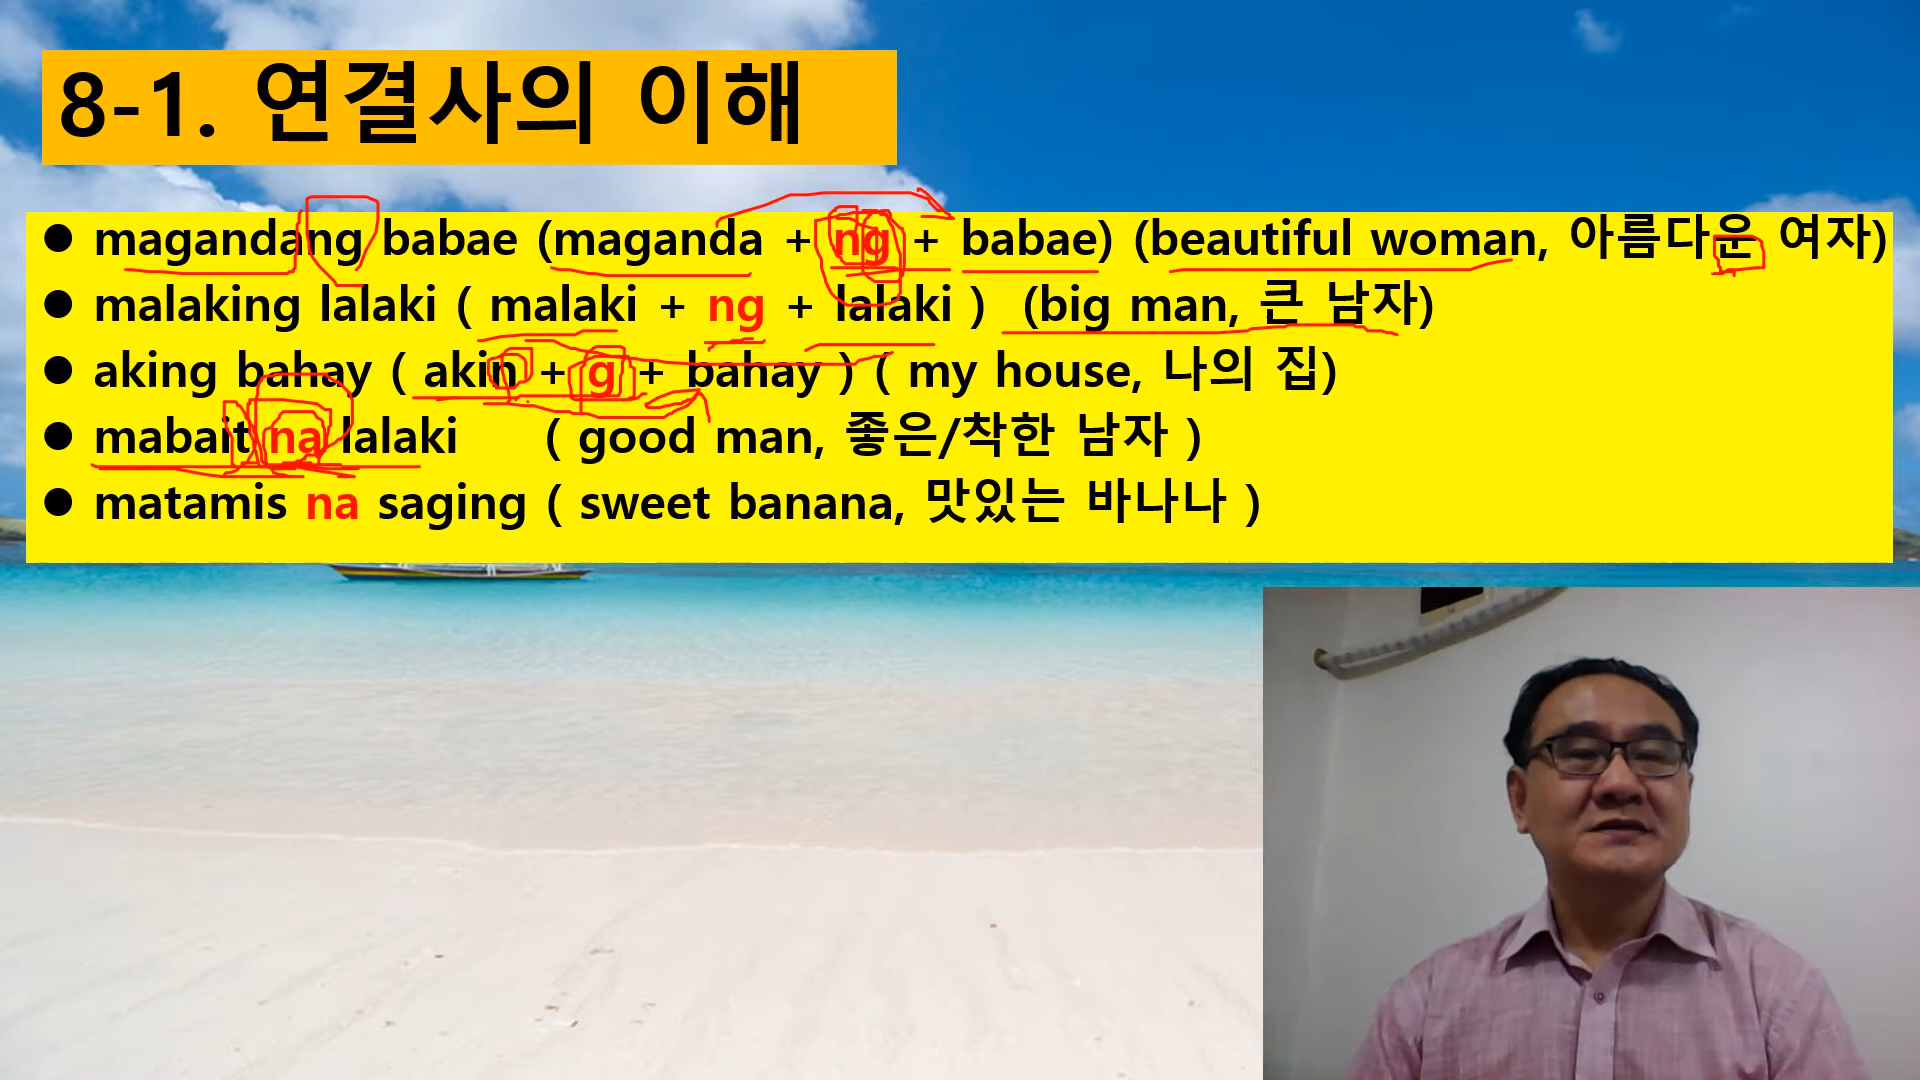 8-1. 연결사의 이해
● magandang babae (maganda + ng + babae) (beautiful woman, 아름다운 여자)
● malaking lalaki ( malaki + ng + lalaki ) (big man, 큰 남자)
● aking bahay ( akin + g + bahay ) ( my house, 나의 집)
● mabait na lalaki ( good man, 좋은/착한 남자 )
● matamis na saging ( sweet banana, 맛있는 바나나 )